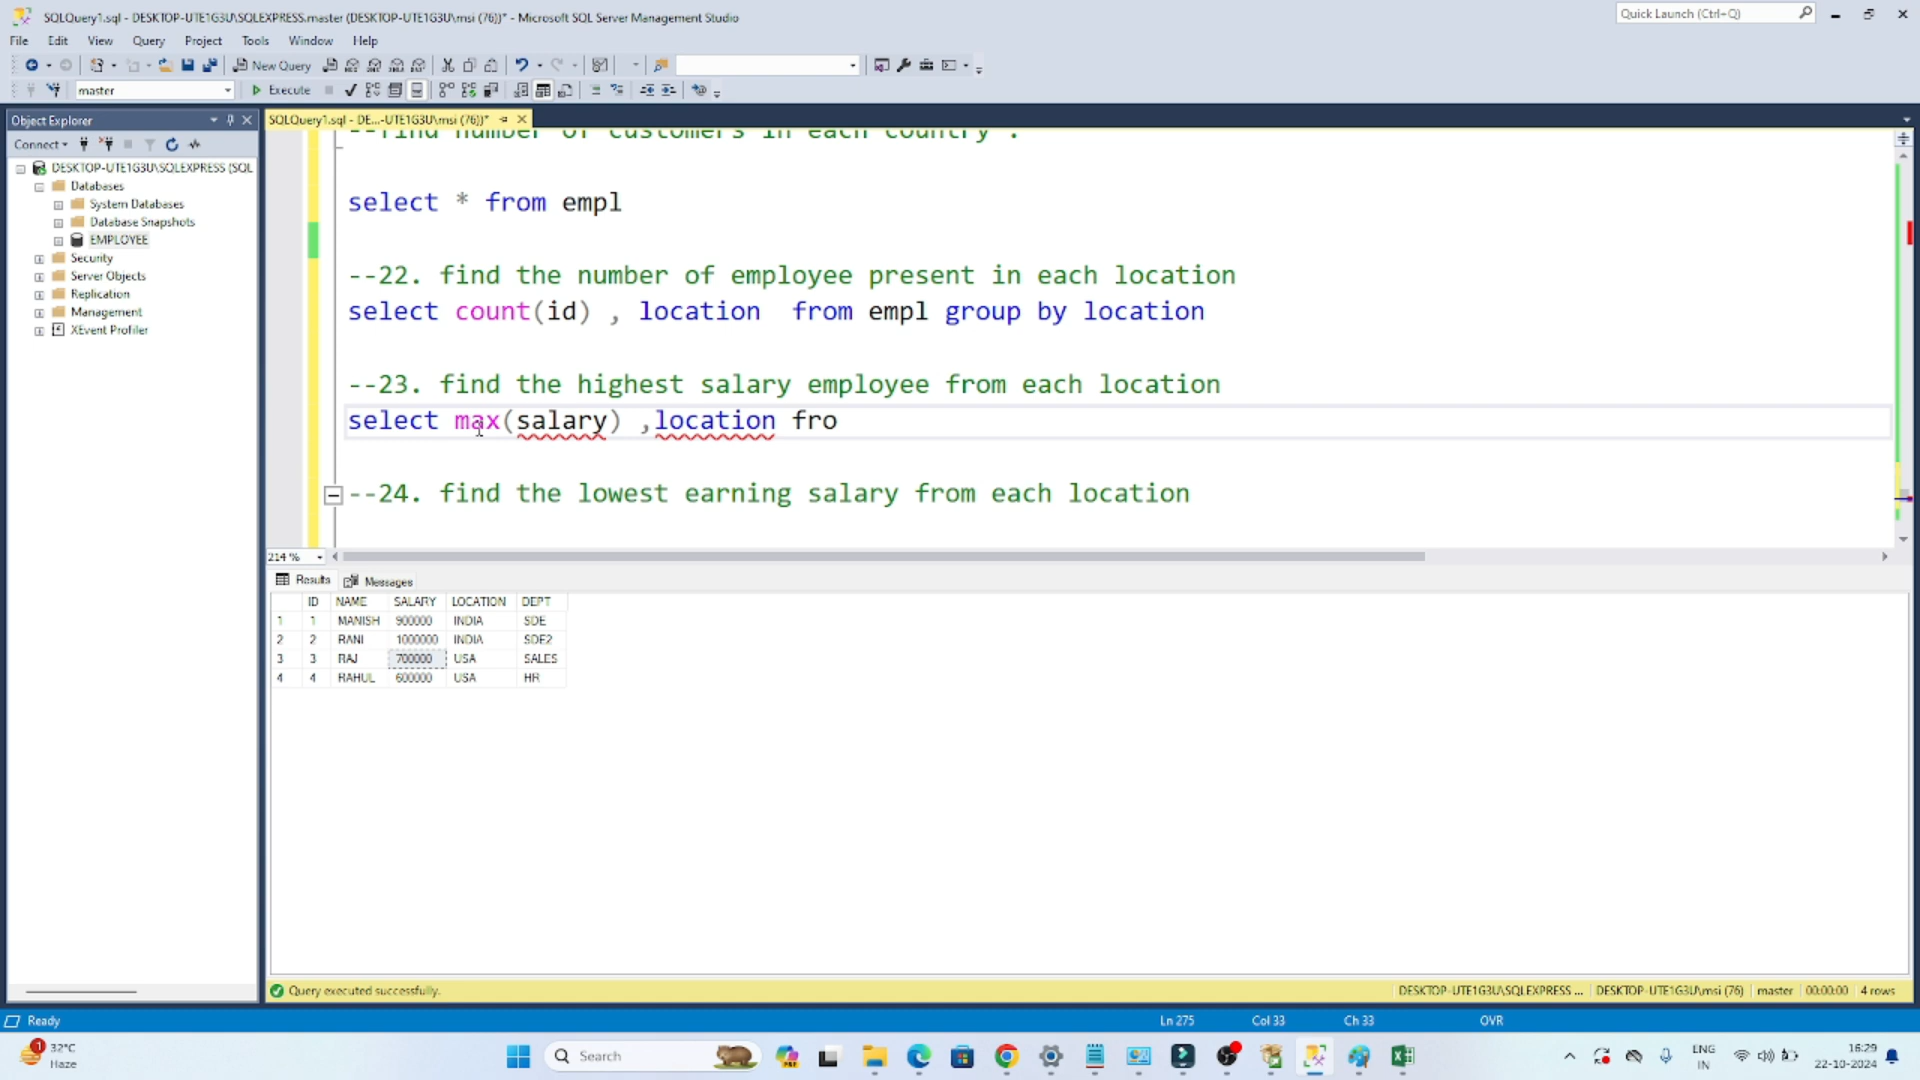 SQLQuery1.sql - DESKTOP-UTE1G3U\SQLEXPRESS.master (DESKTOP-UTE1G3U\msi (76))* - Microsoft SQL Server Management Studio
Quick Launch (Ctrl+Q)
File Edit View Query Project Tools Window Help
New Query
master
Execute
Object Explorer
SQLQuery1.sql - DE...-UTE1G3U\msi (76))*
Connect
DESKTOP-UTE1G3U\SQLEXPRESS (SQL
Databases
System Databases
Database Snapshots
EMPLOYEE
Security
Server Objects
Replication
Management
XEvent Profiler
--find number of customers in each country .
select * from empl
--22. find the number of employee present in each location
select count(id) , location  from empl group by location
--23. find the highest salary employee from each location
select max(salary) ,location fro
--24. find the lowest earning salary from each location
214 %
Results Messages
ID NAME SALARY LOCATION DEPT
1 1 MANISH 900000 INDIA SDE
2 2 RANI 1000000 INDIA SDE2
3 3 RAJ 700000 USA SALES
4 4 RAHUL 600000 USA HR
Query executed successfully.
DESKTOP-UTE1G3U\SQLEXPRESS ... DESKTOP-UTE1G3U\msi (76) master 00:00:00 4 rows
Ready
Ln 275 Col 33 Ch 33 OVR
1
32°C
Haze
Search
ENG
IN
16:29
22-10-2024